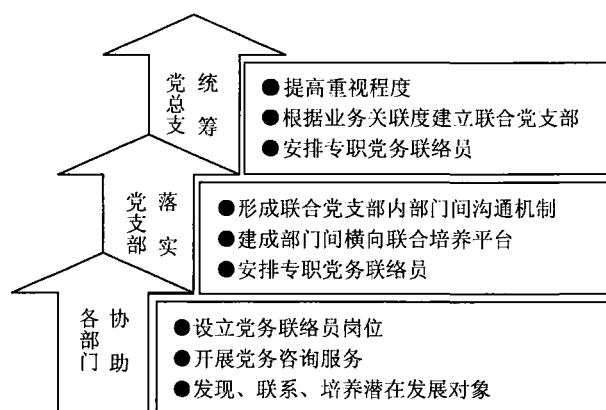 党总支
统筹
●提高重视程度
●根据业务关联度建立联合党支部
●安排专职党务联络员
党支部
落实
●形成联合党支部内部门间沟通机制
●建成部门间横向联合培养平台
●安排专职党务联络员
各部门
协助
●设立党务联络员岗位
●开展党务咨询服务
●发现、联系、培养潜在发展对象